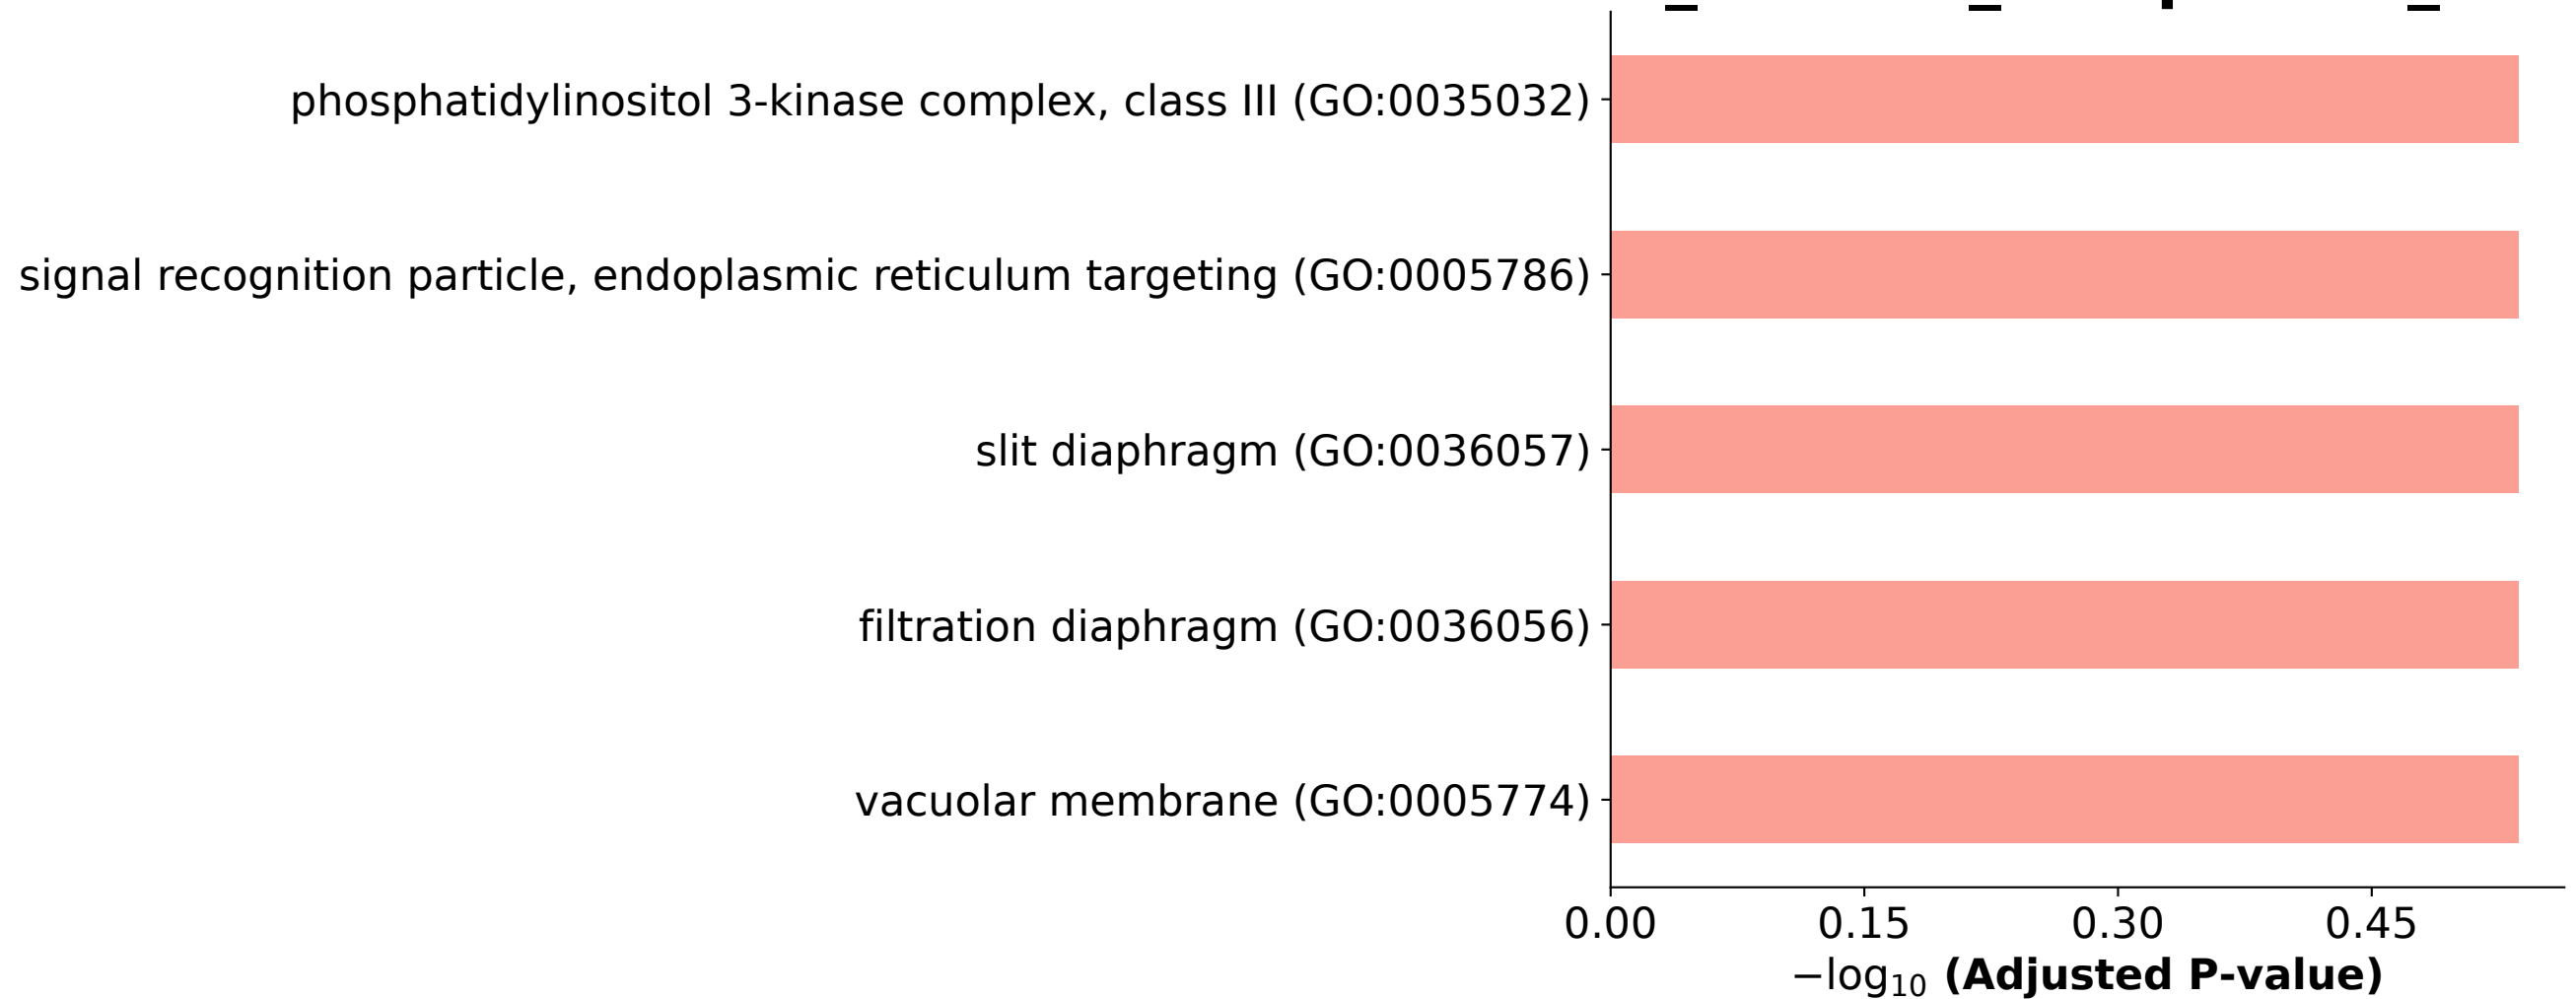 phosphatidylinositol 3-kinase complex, class III (GO:0035032)
signal recognition particle, endoplasmic reticulum targeting (GO:0005786)
slit diaphragm (GO:0036057)
filtration diaphragm (GO:0036056)
vacuolar membrane (GO:0005774)
0.00 0.15 0.30 0.45
−log₁₀ (Adjusted P-value)